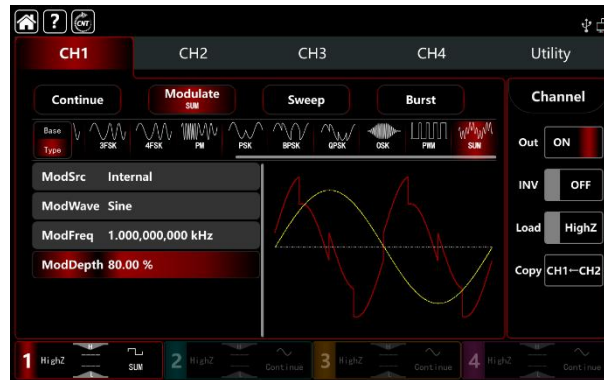 ? CNT
CH1 CH2 CH3 CH4 Utility
Continue Modulate SUM Sweep Burst Channel
Base Type 3FSK 4FSK PM PSK BPSK QPSK OSK PWM SUM
Out ON
ModSrc Internal
INV OFF
ModWave Sine
ModFreq 1.000,000,000 kHz
Load HighZ
ModDepth 80.00 %
Copy CH1←CH2
1 HighZ H L SUM 2 HighZ Continue 3 HighZ Continue 4 HighZ Continue